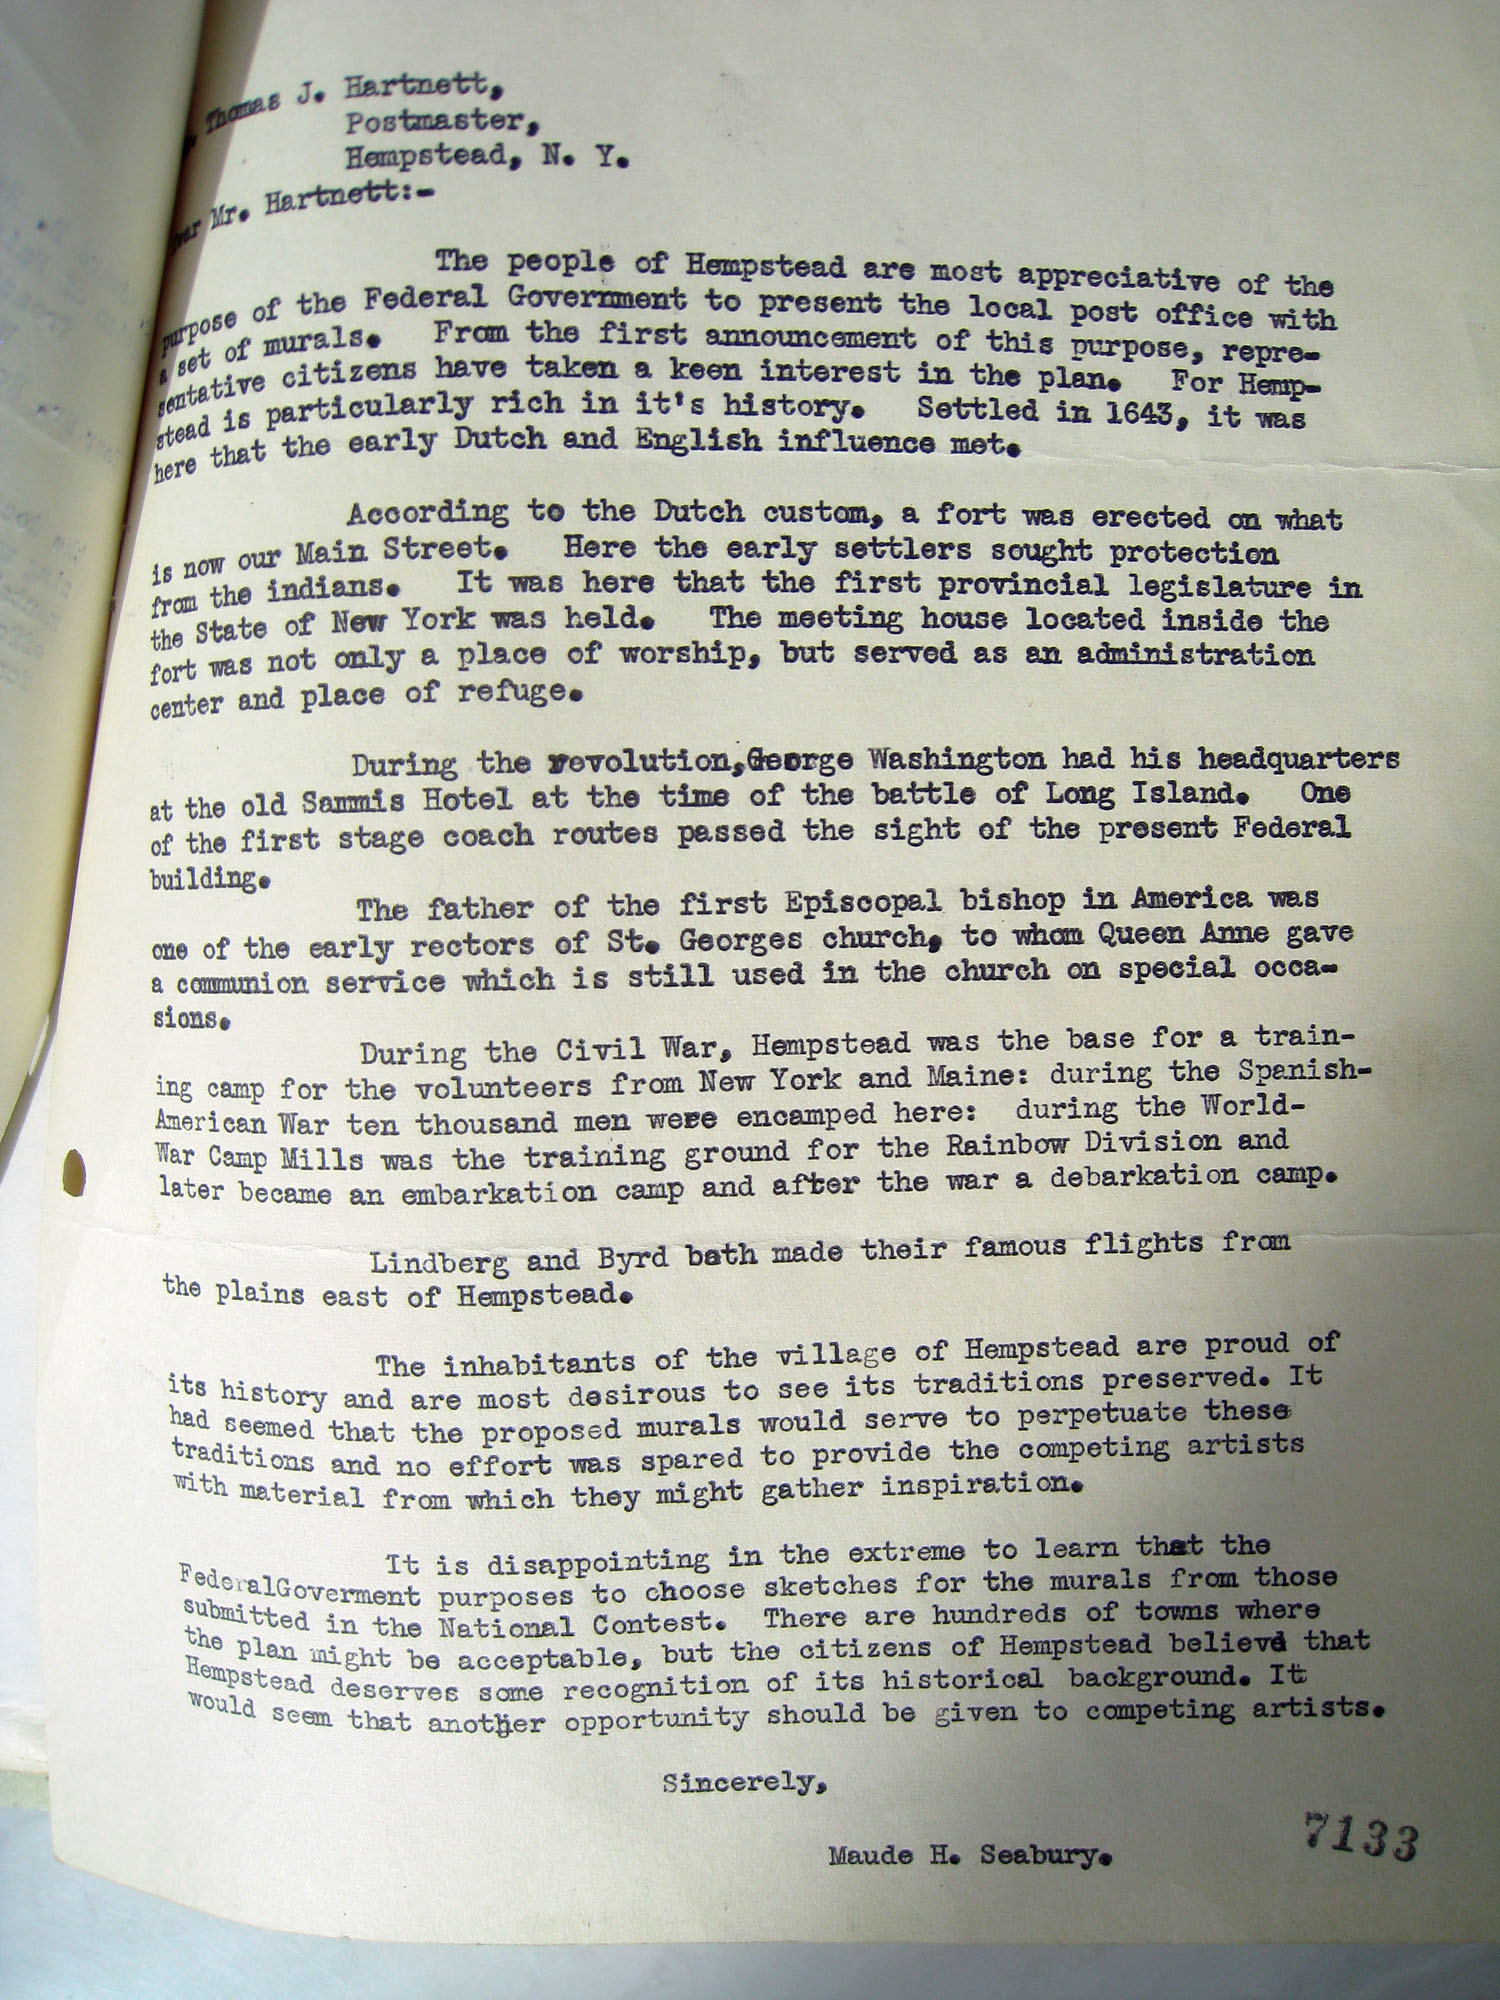 Thomas J. Hartnett,
Postmaster,
Hempstead, N. Y.
Dear Mr. Hartnett:-
The people of Hempstead are most appreciative of the
purpose of the Federal Government to present the local post office with
a set of murals. From the first announcement of this purpose, repre-
sentative citizens have taken a keen interest in the plan. For Hemp-
stead is particularly rich in it's history. Settled in 1643, it was
here that the early Dutch and English influence met.
According to the Dutch custom, a fort was erected on what
is now our Main Street. Here the early settlers sought protection
from the indians. It was here that the first provincial legislature in
the State of New York was held. The meeting house located inside the
fort was not only a place of worship, but served as an administration
center and place of refuge.
During the revolution,George Washington had his headquarters
at the old Sammis Hotel at the time of the battle of Long Island. One
of the first stage coach routes passed the sight of the present Federal
building.
The father of the first Episcopal bishop in America was
one of the early rectors of St. Georges church, to whom Queen Anne gave
a communion service which is still used in the church on special occa-
sions.
During the Civil War, Hempstead was the base for a train-
ing camp for the volunteers from New York and Maine: during the Spanish-
American War ten thousand men were encamped here: during the World-
War Camp Mills was the training ground for the Rainbow Division and
later became an embarkation camp and after the war a debarkation camp.
Lindberg and Byrd both made their famous flights from
the plains east of Hempstead.
The inhabitants of the village of Hempstead are proud of
its history and are most desirous to see its traditions preserved. It
had seemed that the proposed murals would serve to perpetuate these
traditions and no effort was spared to provide the competing artists
with material from which they might gather inspiration.
It is disappointing in the extreme to learn that the
FederalGoverment purposes to choose sketches for the murals from those
submitted in the National Contest. There are hundreds of towns where
the plan might be acceptable, but the citizens of Hempstead believe that
Hempstead deserves some recognition of its historical background. It
would seem that another opportunity should be given to competing artists.
Sincerely,
Maude H. Seabury.
7133